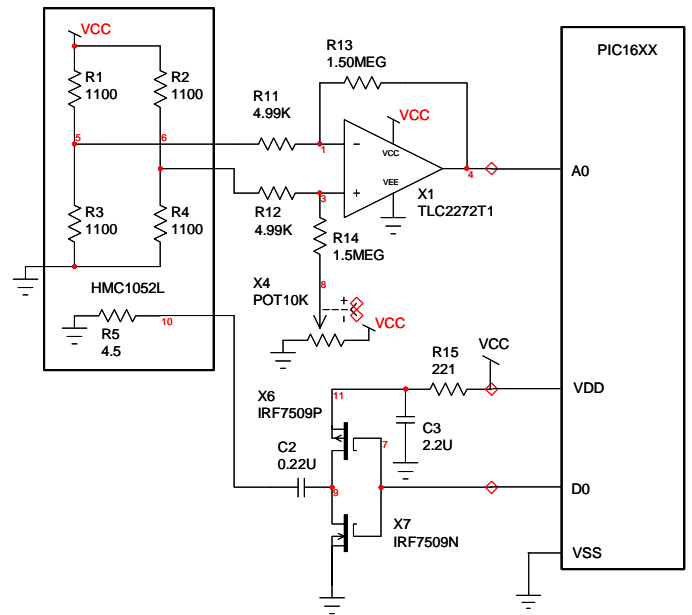 VCC
R1
1100
R2
1100
5
6
R3
1100
R4
1100
HMC1052L
10
R5
4.5
R13
1.50MEG
R11
4.99K
VCC
1
−
VCC
VEE
4
3
+
R12
4.99K
X1
TLC2272T1
R14
1.5MEG
8
X4
POT10K
+
-
VCC
PIC16XX
A0
R15
221
VCC
VDD
X6
IRF7509P
11
C3
2.2U
7
C2
0.22U
9
D0
X7
IRF7509N
VSS